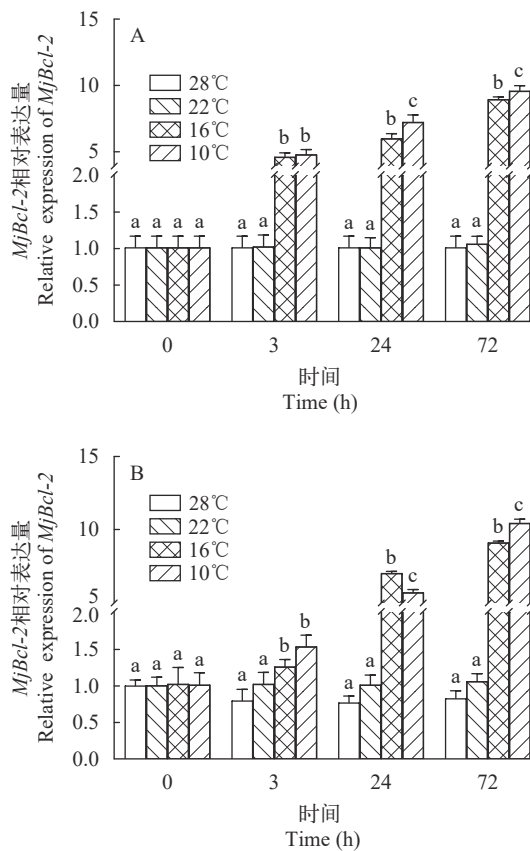 A
28℃
22℃
16℃
10℃
15
10
5
2.0
1.5
1.0
0.5
0.0
a a a a
a a b b
a a b c
a a b c
0 3 24 72
时间
Time (h)
MjBcl-2相对表达量
Relative expression of MjBcl-2
B
28℃
22℃
16℃
10℃
15
10
5
2.0
1.5
1.0
0.5
0.0
a a a a
a a b b
a a b c
a a b c
0 3 24 72
时间
Time (h)
MjBcl-2相对表达量
Relative expression of MjBcl-2